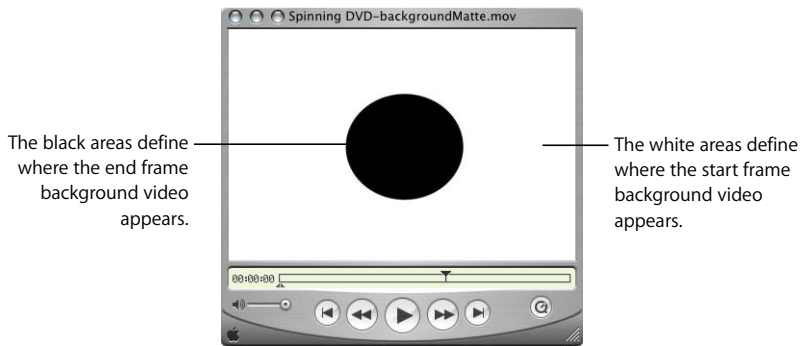 Spinning DVD-backgroundMatte.mov
The black areas define
where the end frame
background video
appears.
The white areas define
where the start frame
background video
appears.
00:00:00